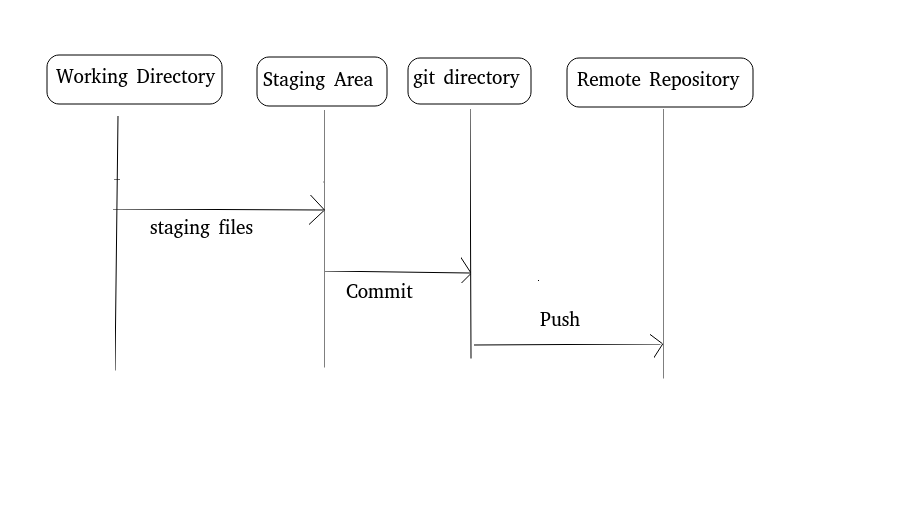 Working Directory
Staging Area
git directory
Remote Repository
staging files
Commit
Push